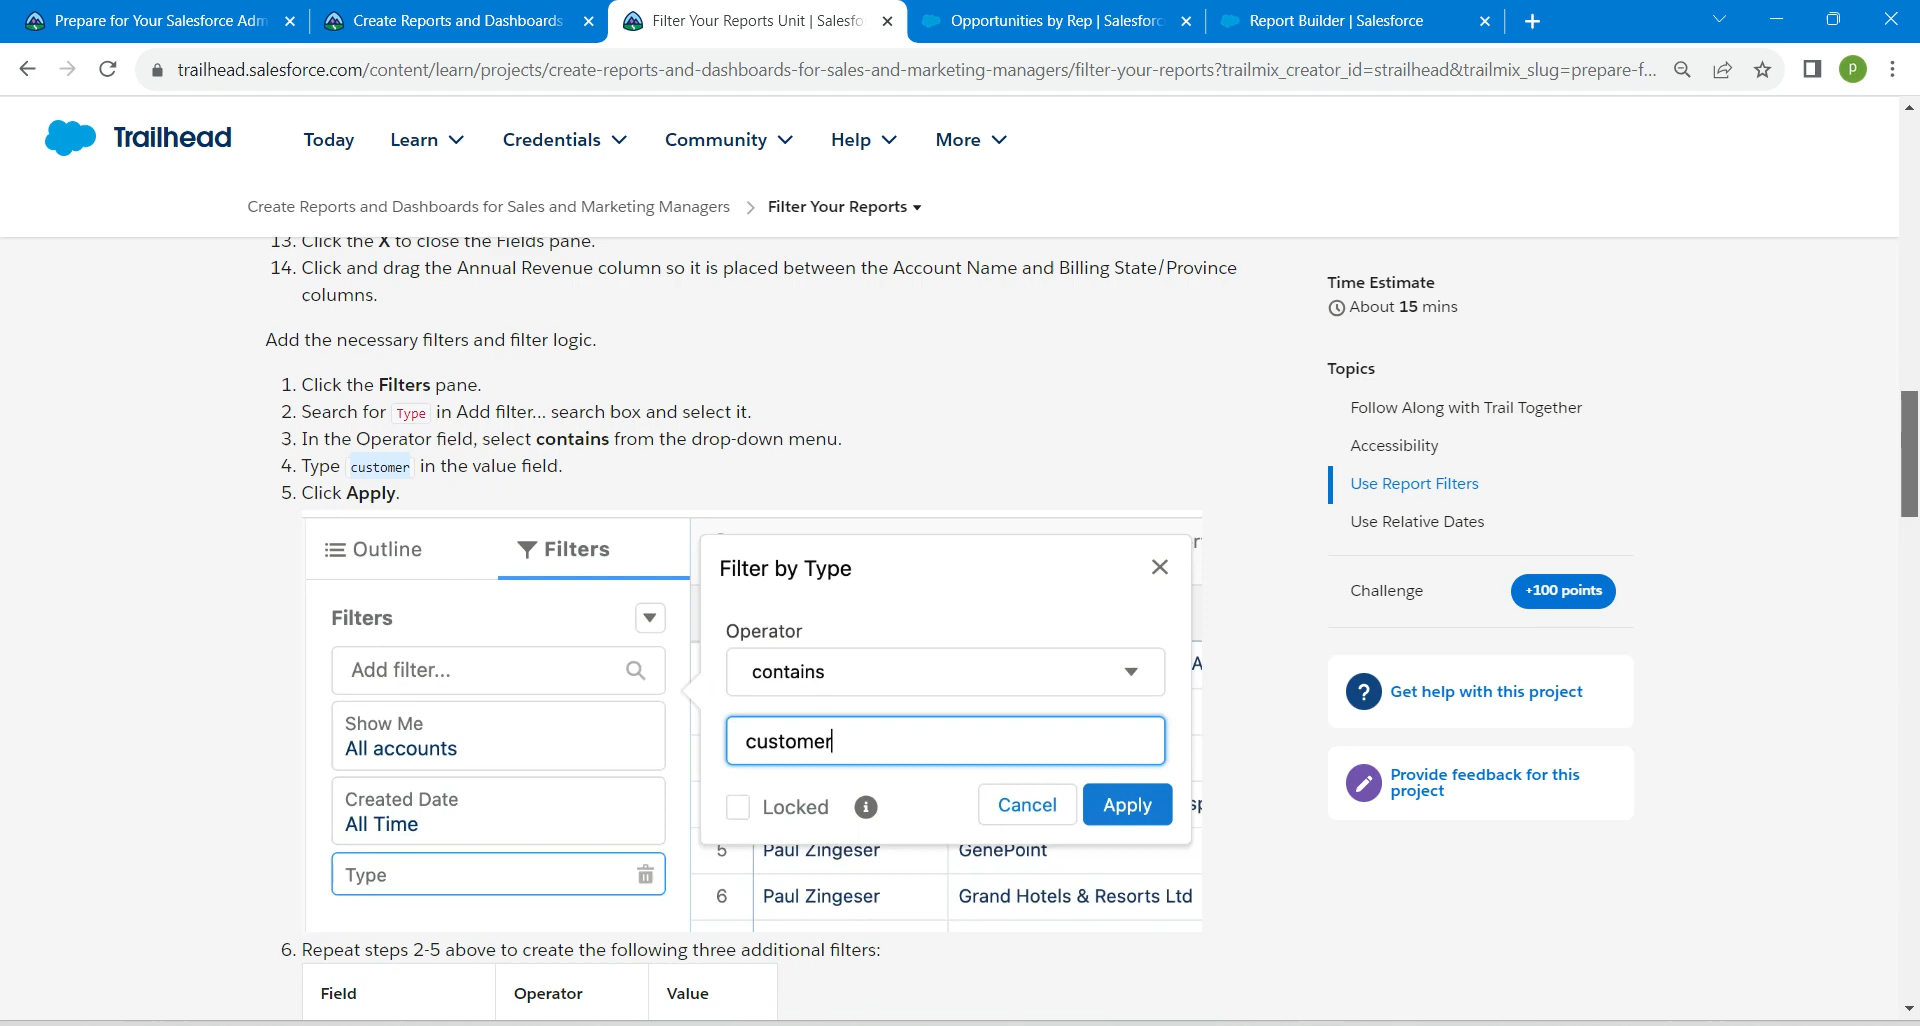 Prepare for Your Salesforce Adm
Create Reports and Dashboards
Filter Your Reports Unit | Salesfo
Opportunities by Rep | Salesforc
Report Builder | Salesforce
trailhead.salesforce.com/content/learn/projects/create-reports-and-dashboards-for-sales-and-marketing-managers/filter-your-reports?trailmix_creator_id=strailhead&trailmix_slug=prepare-f...
P
Trailhead
Today Learn Credentials Community Help More
Create Reports and Dashboards for Sales and Marketing Managers > Filter Your Reports
13. Click the X to close the Fields pane.
14. Click and drag the Annual Revenue column so it is placed between the Account Name and Billing State/Province
columns.
Add the necessary filters and filter logic.
1. Click the Filters pane.
2. Search for Type in Add filter... search box and select it.
3. In the Operator field, select contains from the drop-down menu.
4. Type customer in the value field.
5. Click Apply.
Outline
Filters
Filters
Add filter...
Show Me
All accounts
Created Date
All Time
Type
Filter by Type
Operator
contains
customer
Locked
Cancel
Apply
5 Paul Zingeser GenePoint
6 Paul Zingeser Grand Hotels & Resorts Ltd
6. Repeat steps 2-5 above to create the following three additional filters:
Field Operator Value
Time Estimate
About 15 mins
Topics
Follow Along with Trail Together
Accessibility
Use Report Filters
Use Relative Dates
Challenge +100 points
? Get help with this project
Provide feedback for this
project